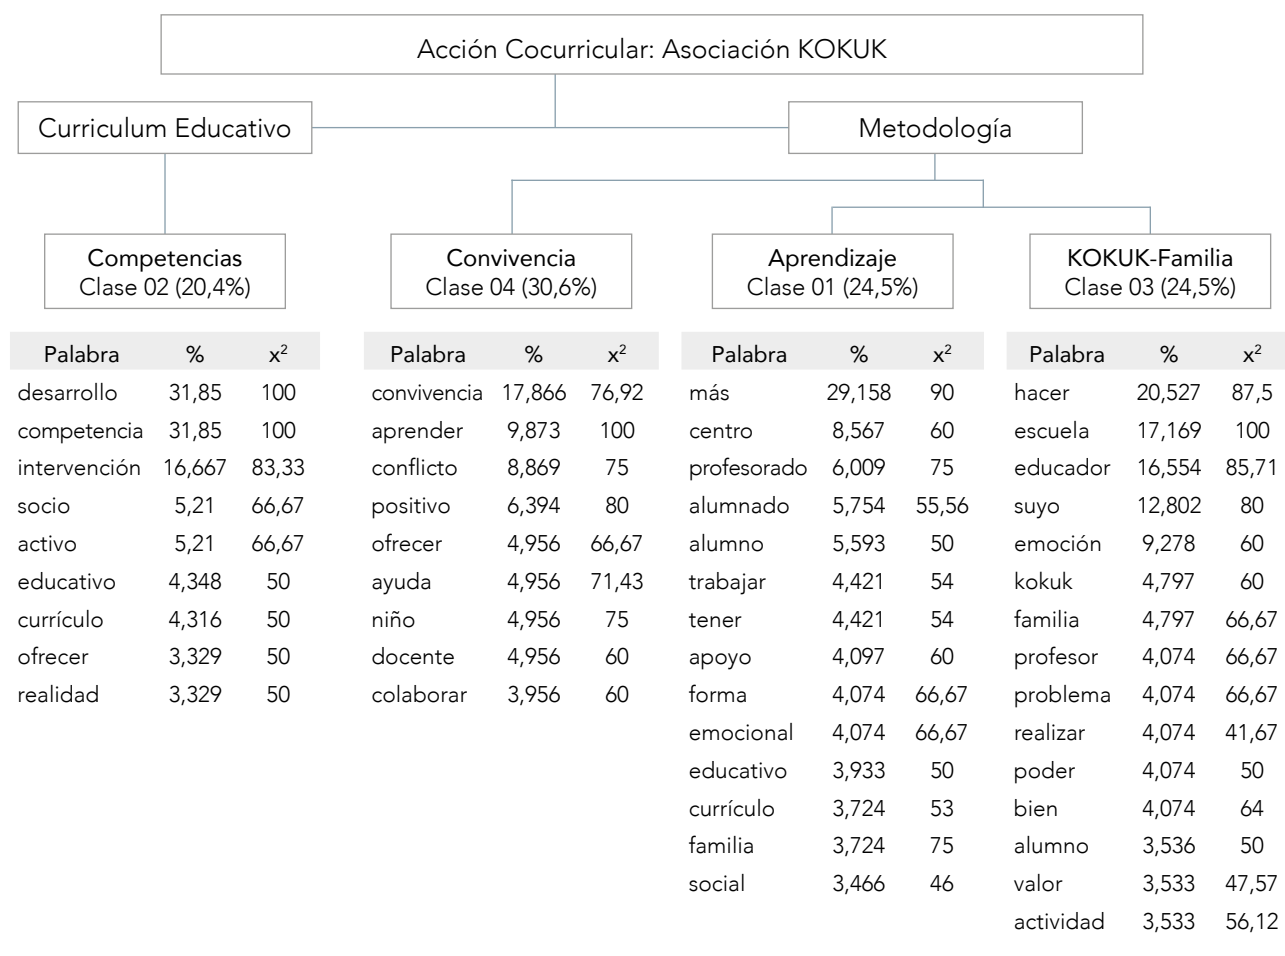 Acción Cocurricular: Asociación KOKUK
Curriculum Educativo
Metodología
Competencias
Clase 02 (20,4%)
Convivencia
Clase 04 (30,6%)
Aprendizaje
Clase 01 (24,5%)
KOKUK-Familia
Clase 03 (24,5%)
Palabra % x²
desarrollo 31,85 100
competencia 31,85 100
intervención 16,667 83,33
socio 5,21 66,67
activo 5,21 66,67
educativo 4,348 50
currículo 4,316 50
ofrecer 3,329 50
realidad 3,329 50
Palabra % x²
convivencia 17,866 76,92
aprender 9,873 100
conflicto 8,869 75
positivo 6,394 80
ofrecer 4,956 66,67
ayuda 4,956 71,43
niño 4,956 75
docente 4,956 60
colaborar 3,956 60
Palabra % x²
más 29,158 90
centro 8,567 60
profesorado 6,009 75
alumnado 5,754 55,56
alumno 5,593 50
trabajar 4,421 54
tener 4,421 54
apoyo 4,097 60
forma 4,074 66,67
emocional 4,074 66,67
educativo 3,933 50
currículo 3,724 53
familia 3,724 75
social 3,466 46
Palabra % x²
hacer 20,527 87,5
escuela 17,169 100
educador 16,554 85,71
suyo 12,802 80
emoción 9,278 60
kokuk 4,797 60
familia 4,797 66,67
profesor 4,074 66,67
problema 4,074 66,67
realizar 4,074 41,67
poder 4,074 50
bien 4,074 64
alumno 3,536 50
valor 3,533 47,57
actividad 3,533 56,12